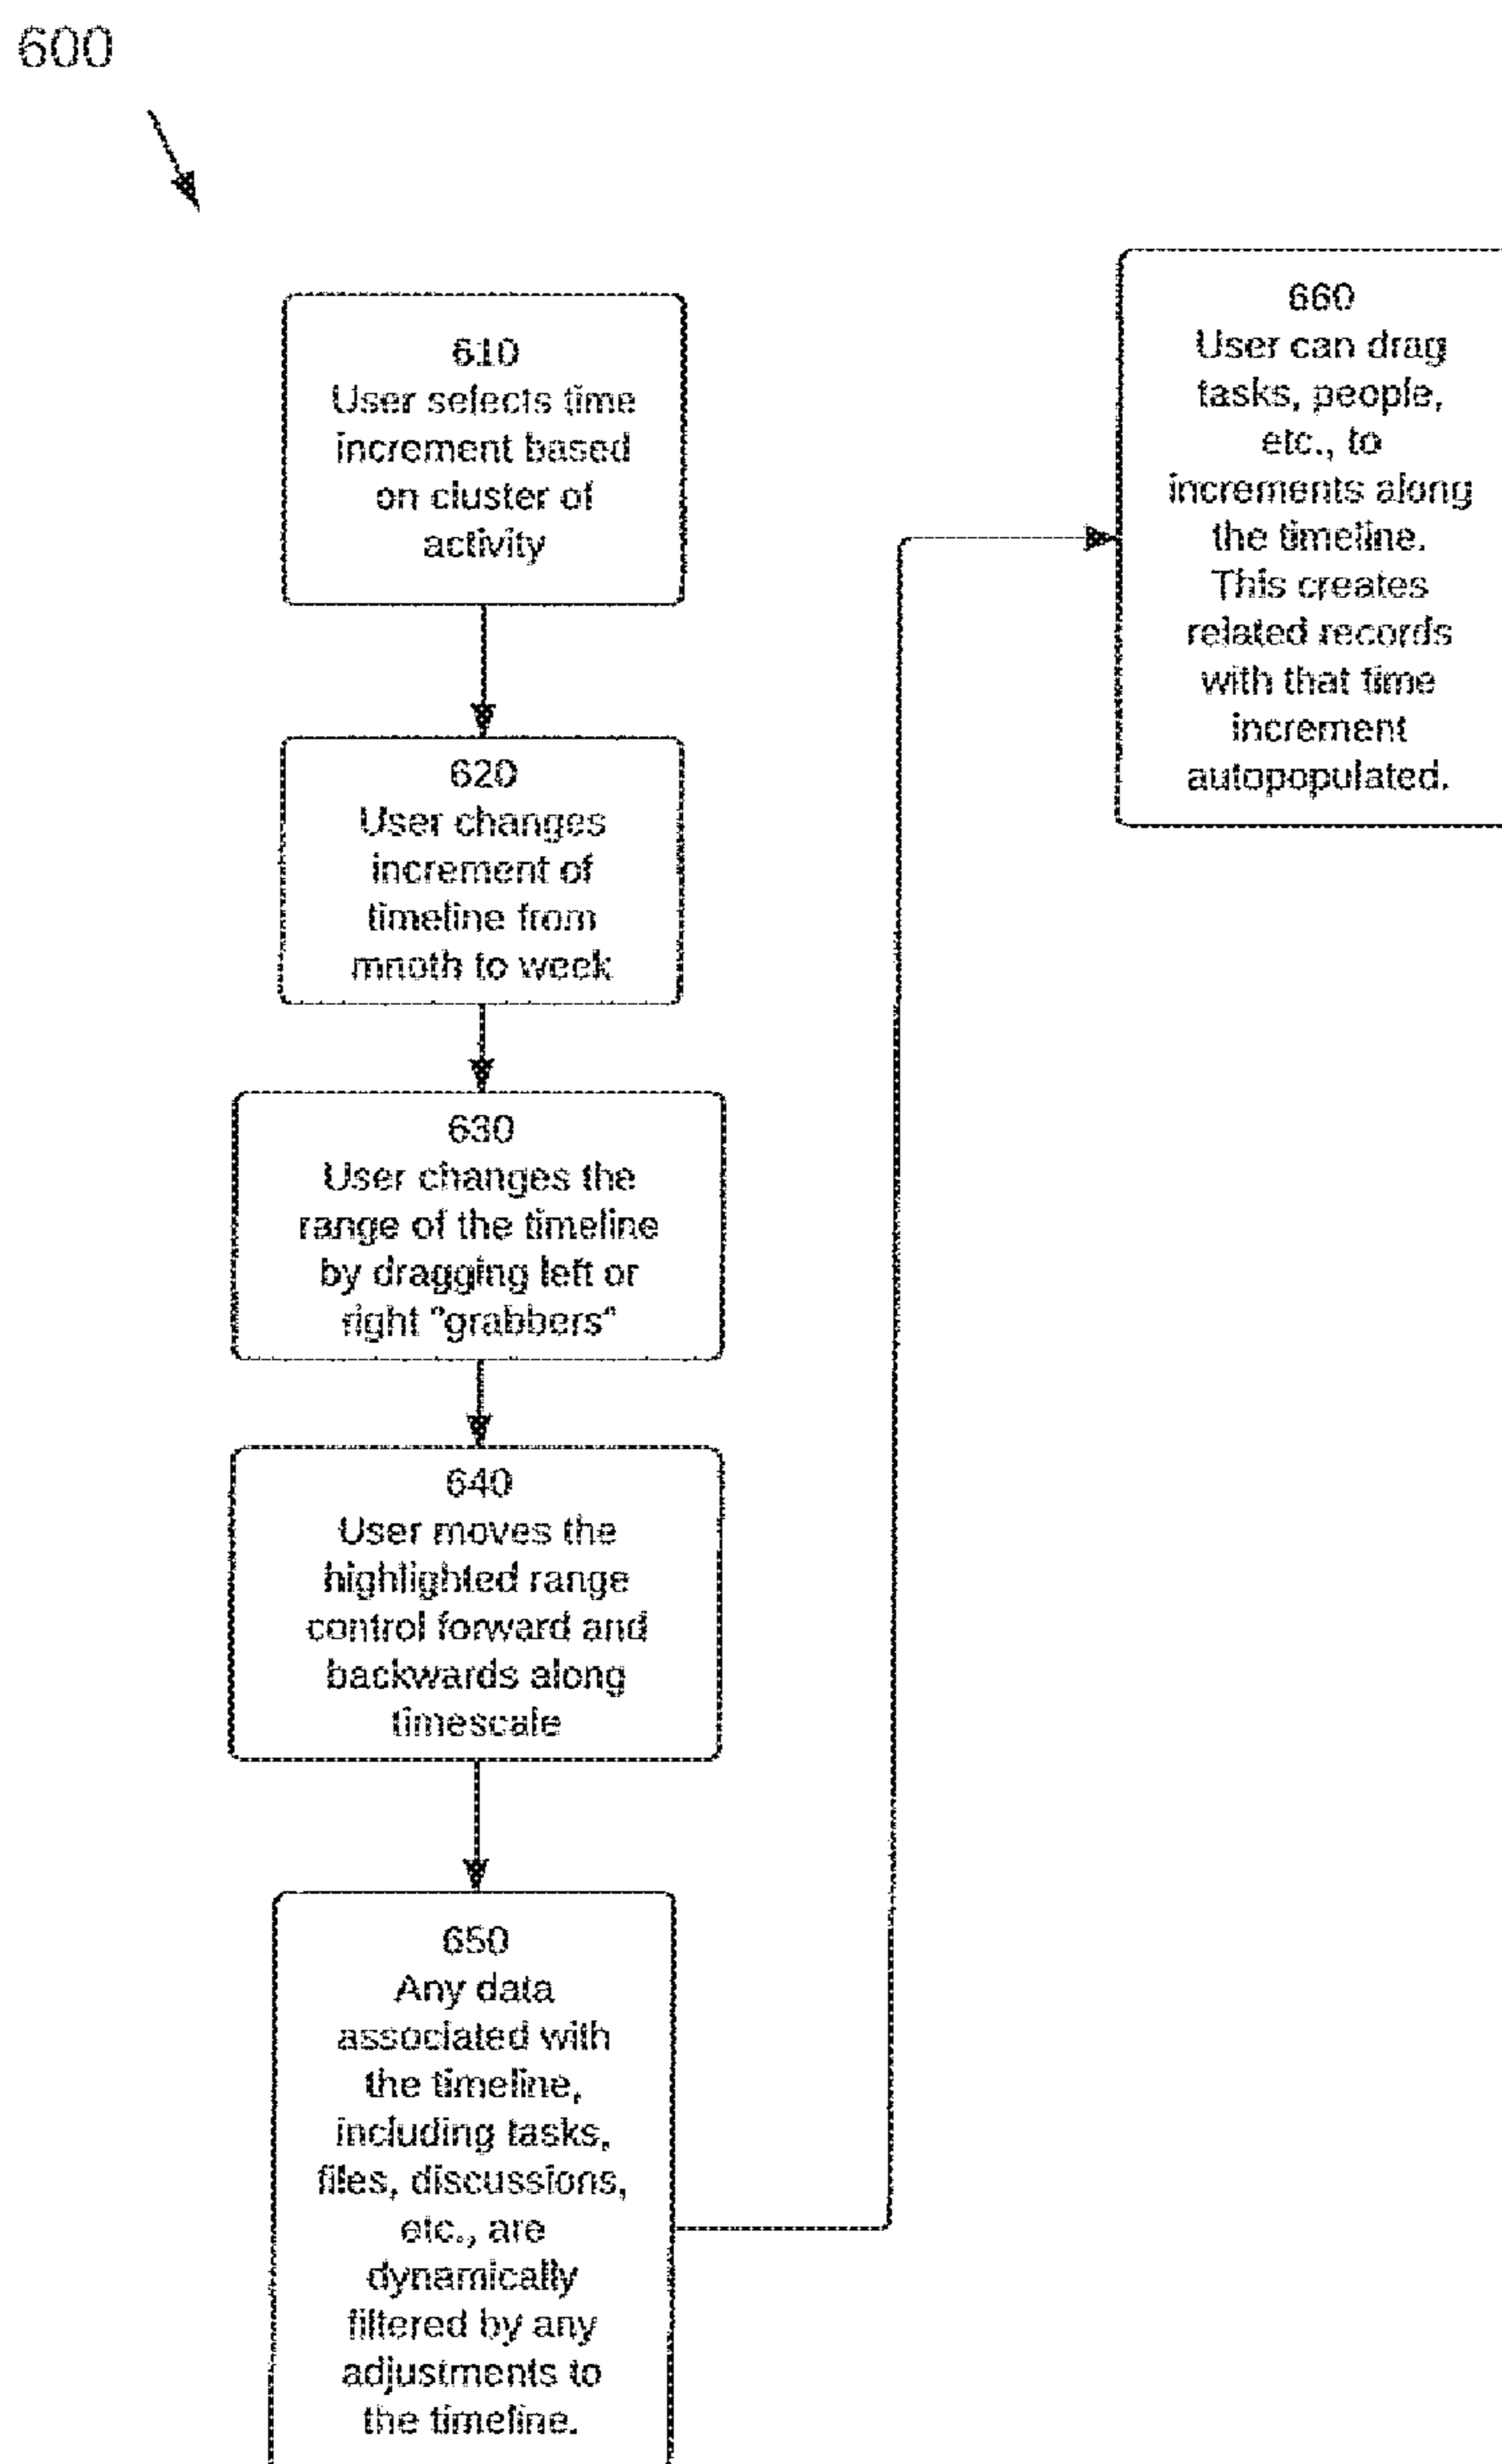 600
610
User selects time
increment based
on cluster of
activity
620
User changes
increment of
timeline from
mnoth to week
630
User changes the
range of the timeline
by dragging left or
right "grabbers"
640
User moves the
highlighted range
control forward and
backwards along
timescale
650
Any data
associated with
the timeline,
including tasks,
files, discussions,
etc., are
dynamically
filtered by any
adjustments to
the timeline.
660
User can drag
tasks, people,
etc., to
increments along
the timeline.
This creates
related records
with that time
increment
autopopulated.